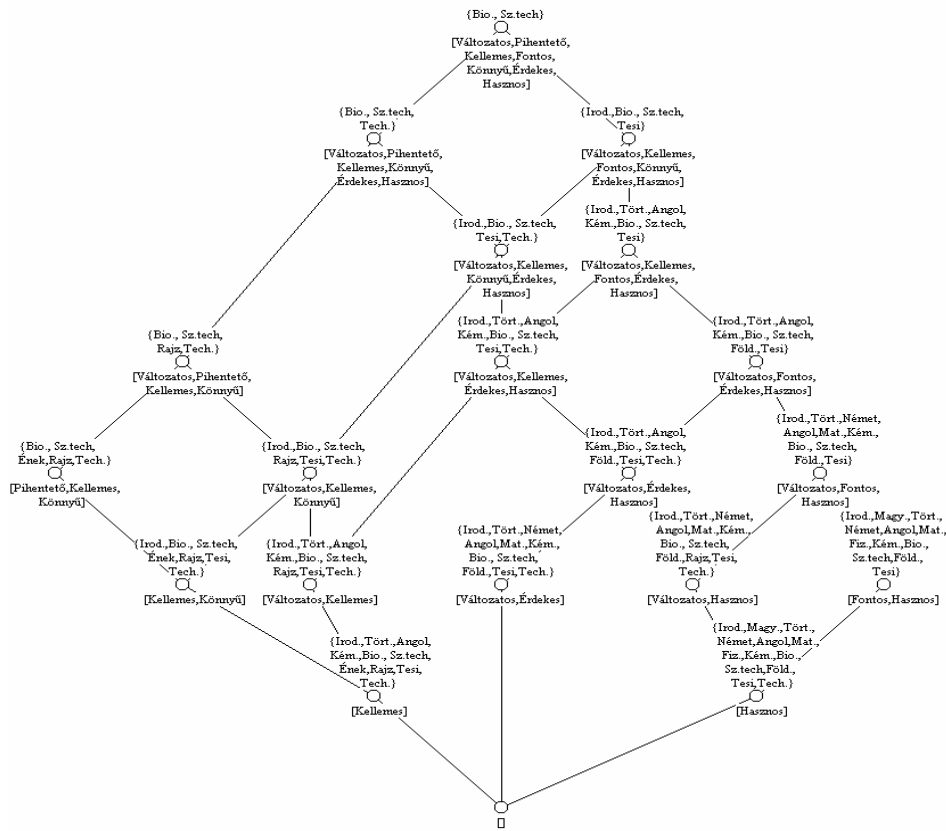 {Bio., Sz.tech}
[Változatos,Pihentető,
Kellemes,Fontos,
Könnyű,Érdekes,
Hasznos]
{Bio., Sz.tech,
Tech.}
[Változatos,Pihentető,
Kellemes,Könnyű,
Érdekes,Hasznos]
{Irod.,Bio., Sz.tech,
Tesi}
[Változatos,Kellemes,
Fontos,Könnyű,
Érdekes,Hasznos]
{Irod.,Bio., Sz.tech,
Tesi,Tech.}
[Változatos,Kellemes,
Könnyű,Érdekes,
Hasznos]
{Irod.,Tört.,Angol,
Kém.,Bio., Sz.tech,
Tesi}
[Változatos,Kellemes,
Fontos,Érdekes,
Hasznos]
{Bio., Sz.tech,
Rajz,Tech.}
[Változatos,Pihentető,
Kellemes,Könnyű]
{Irod.,Tört.,Angol,
Kém.,Bio., Sz.tech,
Tesi,Tech.}
[Változatos,Kellemes,
Érdekes,Hasznos]
{Irod.,Tört.,Angol,
Kém.,Bio., Sz.tech,
Föld.,Tesi}
[Változatos,Fontos,
Érdekes,Hasznos]
{Bio., Sz.tech,
Ének,Rajz,Tech.}
[Pihentető,Kellemes,
Könnyű]
{Irod.,Bio., Sz.tech,
Rajz,Tesi,Tech.}
[Változatos,Kellemes,
Könnyű]
{Irod.,Tört.,Angol,
Kém.,Bio., Sz.tech,
Föld.,Tesi,Tech.}
[Változatos,Érdekes,
Hasznos]
{Irod.,Tört.,Német,
Angol,Mat.,Kém.,
Bio., Sz.tech,
Föld.,Tesi}
[Változatos,Fontos,
Hasznos]
{Irod.,Bio., Sz.tech,
Ének,Rajz,Tesi,
Tech.}
[Kellemes,Könnyű]
{Irod.,Tört.,Angol
Kém.,Bio., Sz.tech,
Rajz,Tesi,Tech.}
[Változatos,Kellemes]
{Irod.,Tört.,Német,
Angol,Mat.,Kém.,
Bio., Sz.tech,
Föld.,Tesi,Tech.}
[Változatos,Érdekes]
{Irod.,Tört.,Német,
Angol,Mat.,Kém.,
Bio., Sz.tech,
Föld.,Rajz,Tesi,
Tech.}
[Változatos,Hasznos]
{Irod.,Magy.,Tört.,
Német,Angol,Mat.,
Fiz.,Kém.,Bio.,
Sz.tech,Föld.,
Tesi}
[Fontos,Hasznos]
{Irod.,Tört.,Angol,
Kém.,Bio., Sz.tech,
Ének,Rajz,Tesi,
Tech.}
[Kellemes]
{Irod.,Magy.,Tört.,
Német,Angol,Mat.,
Fiz.,Kém.,Bio.,
Sz.tech,Föld.,
Tesi,Tech.}
[Hasznos]
[]